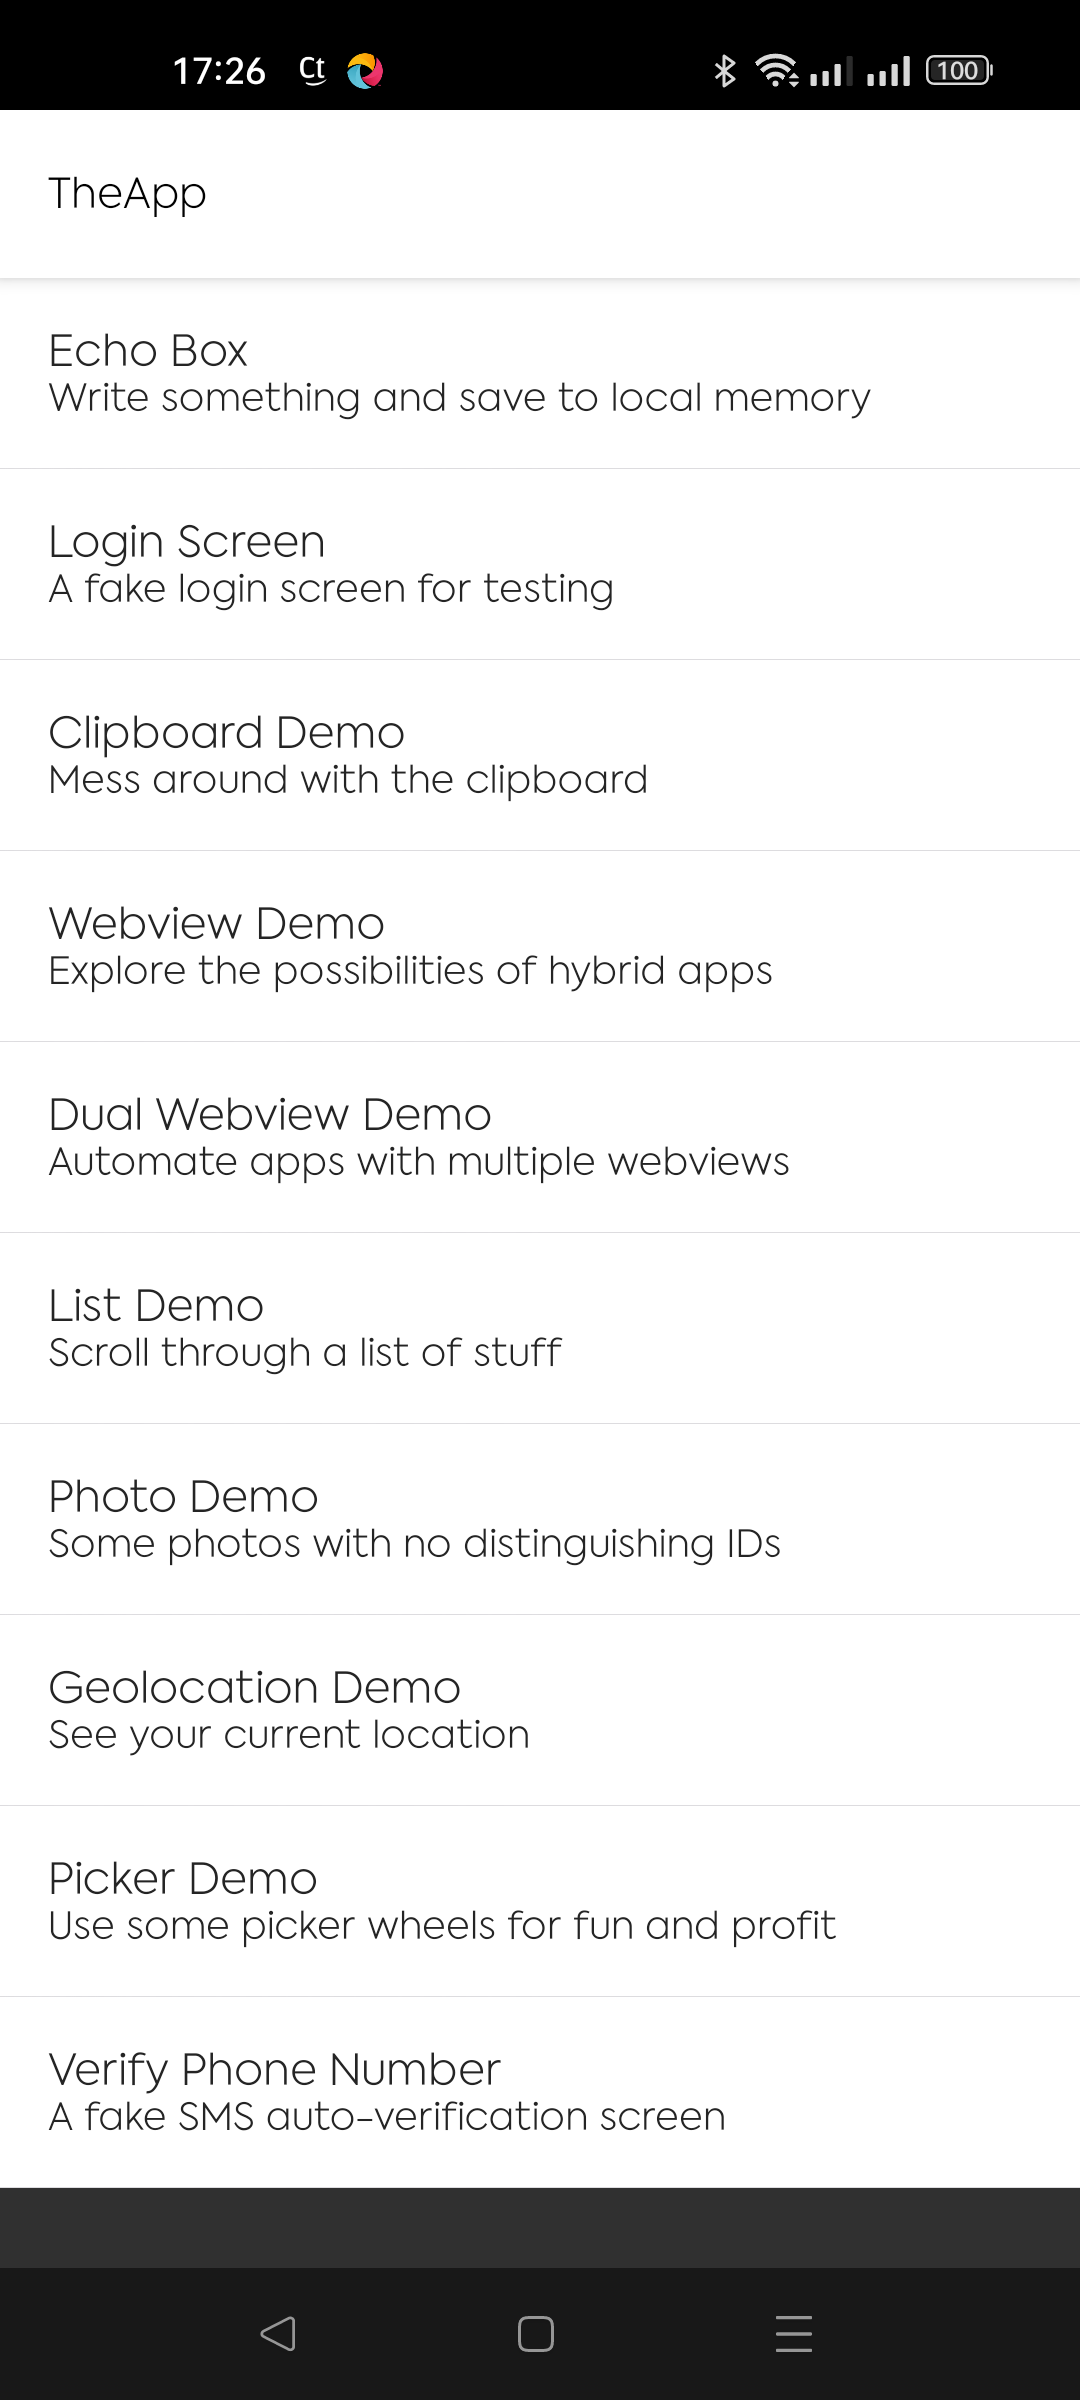 17:26 Ct 100
TheApp
Echo Box
Write something and save to local memory
Login Screen
A fake login screen for testing
Clipboard Demo
Mess around with the clipboard
Webview Demo
Explore the possibilities of hybrid apps
Dual Webview Demo
Automate apps with multiple webviews
List Demo
Scroll through a list of stuff
Photo Demo
Some photos with no distinguishing IDs
Geolocation Demo
See your current location
Picker Demo
Use some picker wheels for fun and profit
Verify Phone Number
A fake SMS auto-verification screen